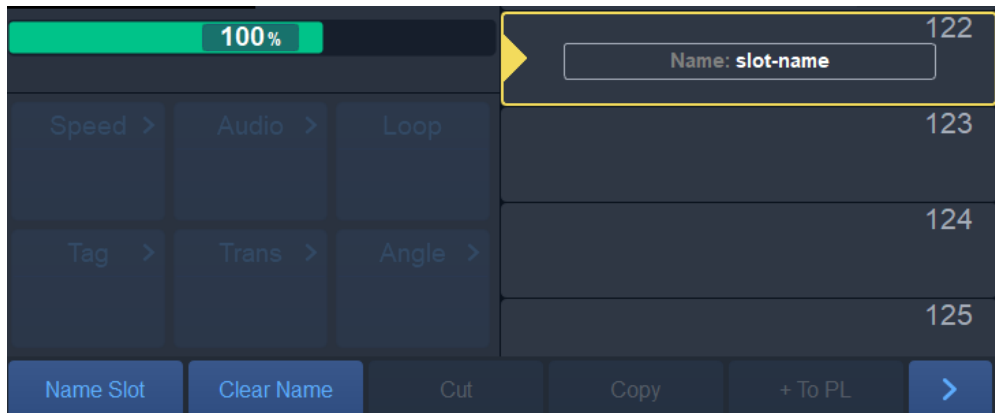 100%
122
Name: slot-name
Speed > Audio > Loop
123
124
Tag > Trans > Angle >
125
Name Slot Clear Name Cut Copy + To PL >